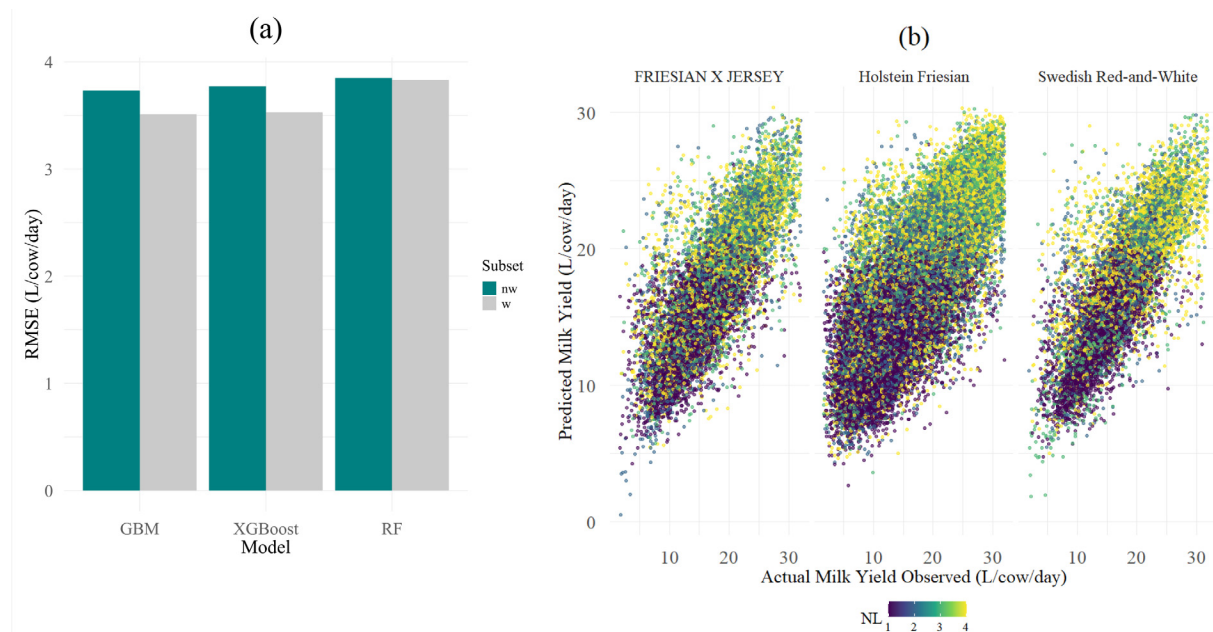 (a)
RMSE (L/cow/day)
4
3
2
1
0
GBM
XGBoost
RF
Model
Subset
nw
w
(b)
FRIESIAN X JERSEY
Holstein Friesian
Swedish Red-and-White
Predicted Milk Yield (L/cow/day)
30
20
10
0
10 20 30 10 20 30 10 20 30
Actual Milk Yield Observed (L/cow/day)
NL
1 2 3 4